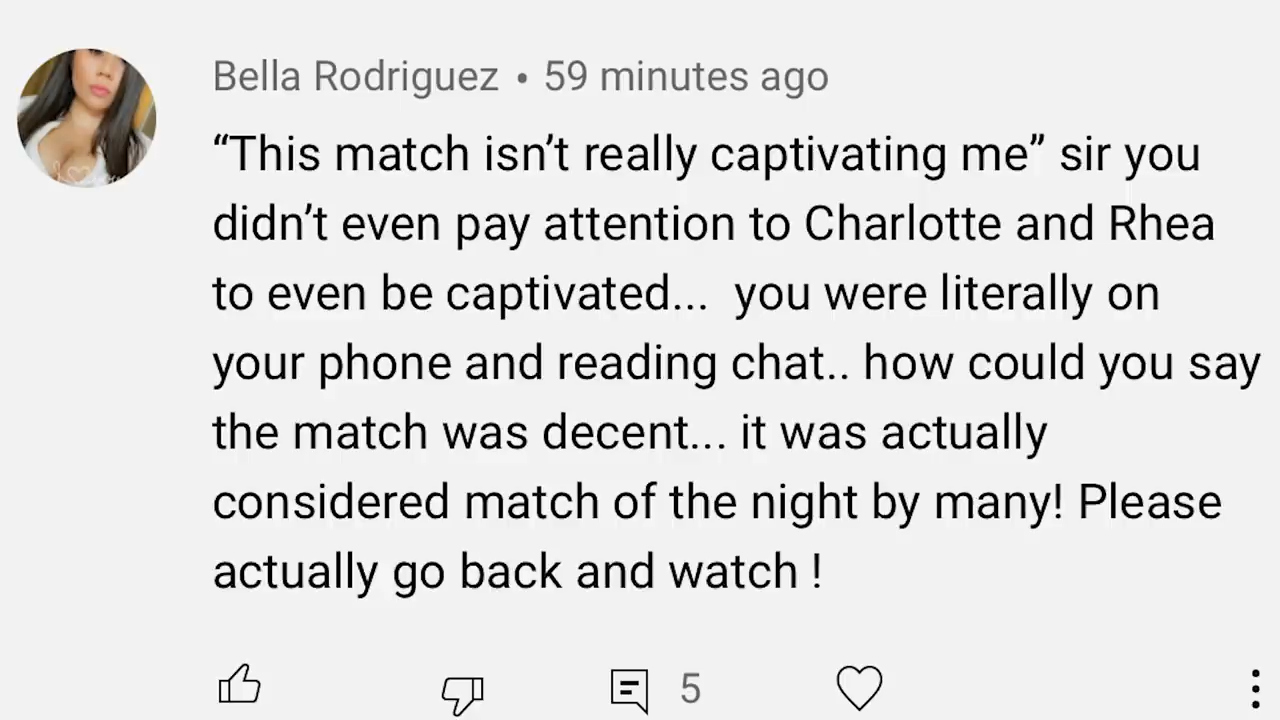 Bella Rodriguez • 59 minutes ago
“This match isn’t really captivating me” sir you
didn’t even pay attention to Charlotte and Rhea
to even be captivated...  you were literally on
your phone and reading chat.. how could you say
the match was decent... it was actually
considered match of the night by many! Please
actually go back and watch !
5